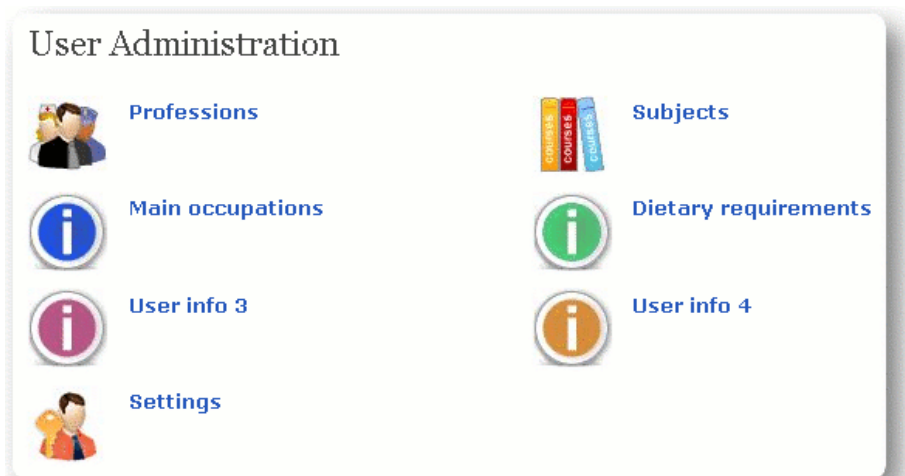 User Administration
Professions
Subjects
courses
courses
courses
Main occupations
Dietary requirements
User info 3
User info 4
Settings